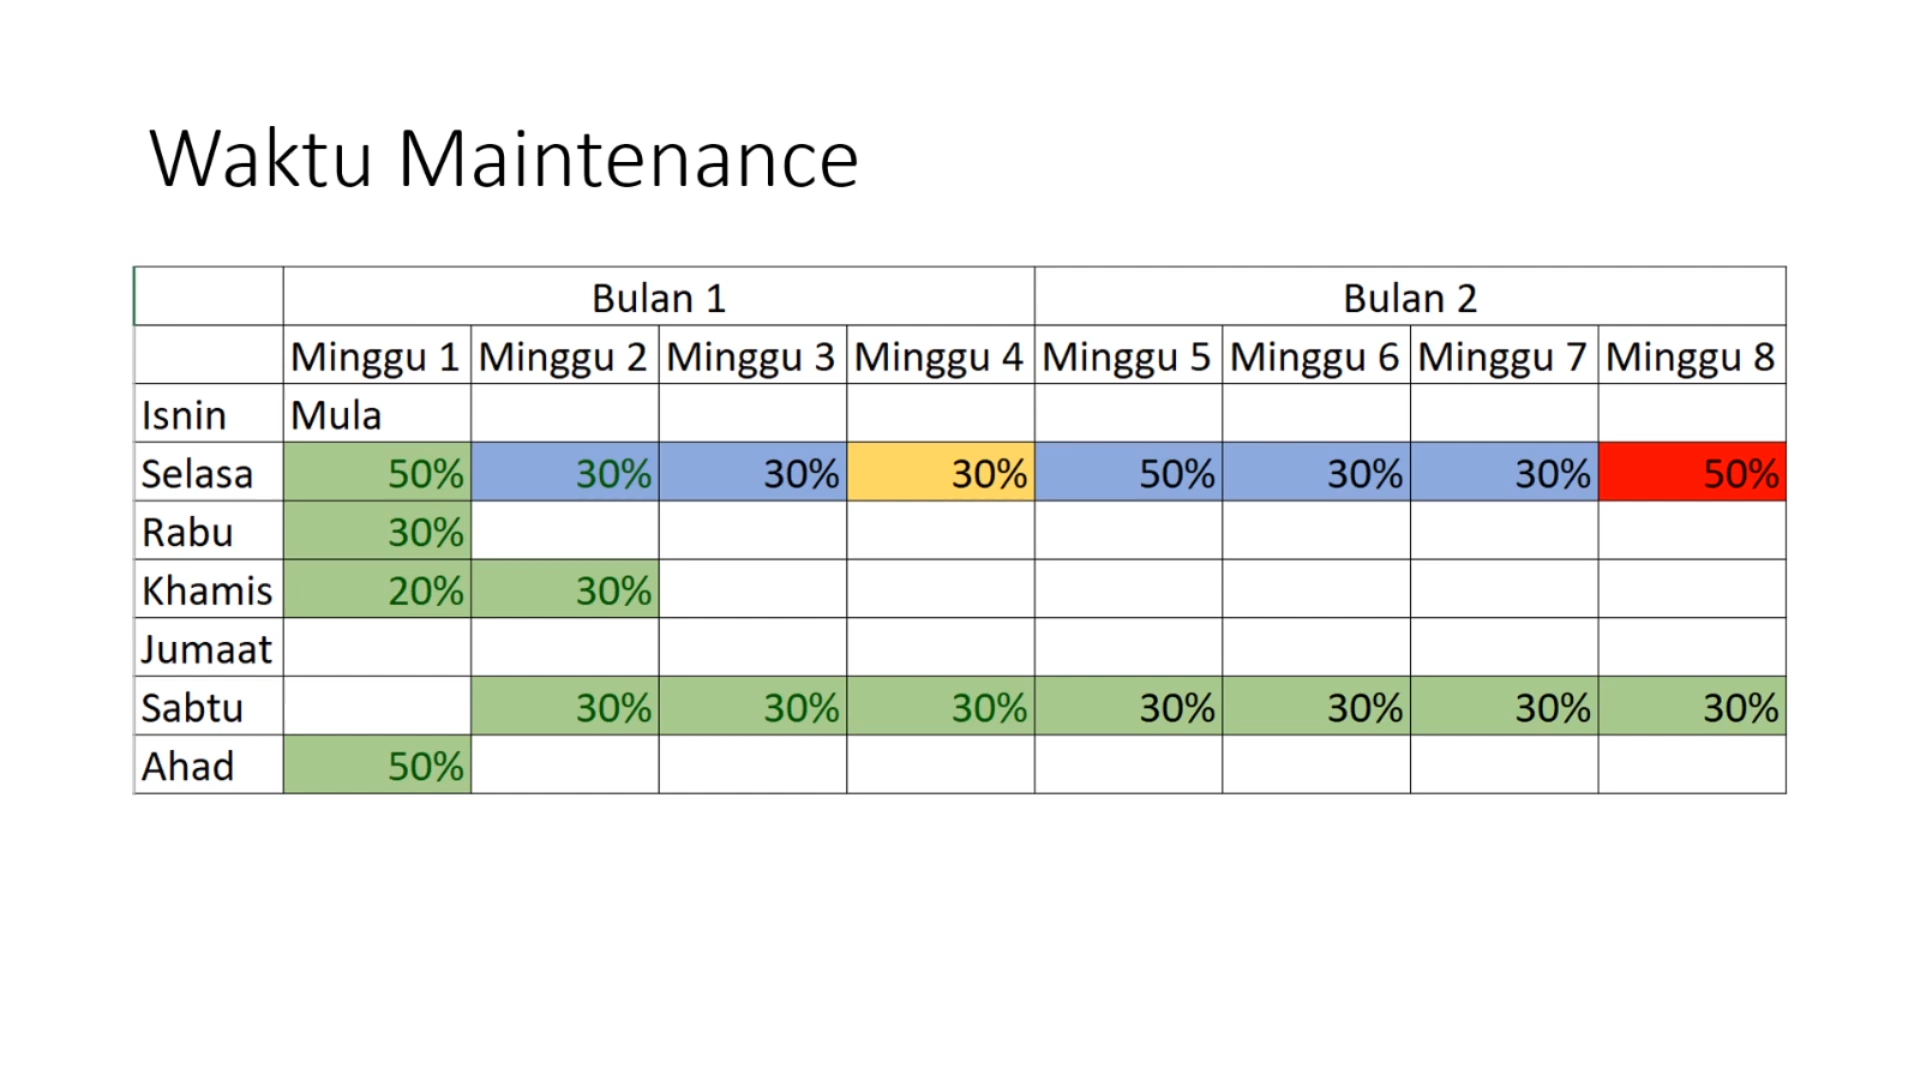 Waktu Maintenance
Bulan 1 Bulan 2
Minggu 1 Minggu 2 Minggu 3 Minggu 4 Minggu 5 Minggu 6 Minggu 7 Minggu 8
Isnin Mula
Selasa 50% 30% 30% 30% 50% 30% 30% 50%
Rabu 30%
Khamis 20% 30%
Jumaat
Sabtu 30% 30% 30% 30% 30% 30% 30%
Ahad 50%